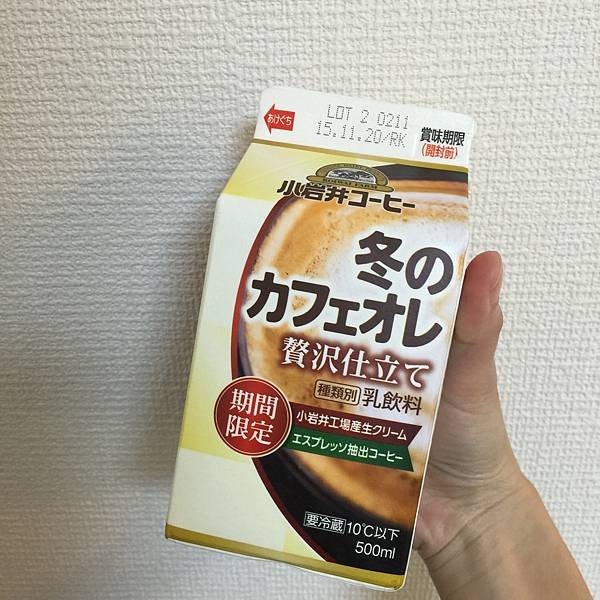 あけぐち
LOT 2 0211
15.11.20/RK
賞味期限
(開封前)
KOIWAI FARM
小岩井コーヒー
冬の
カフェオレ
贅沢仕立て
種類別 乳飲料
期間
限定
小岩井工場産生クリーム
エスプレッソ抽出コーヒー
要冷蔵 10℃以下
500ml